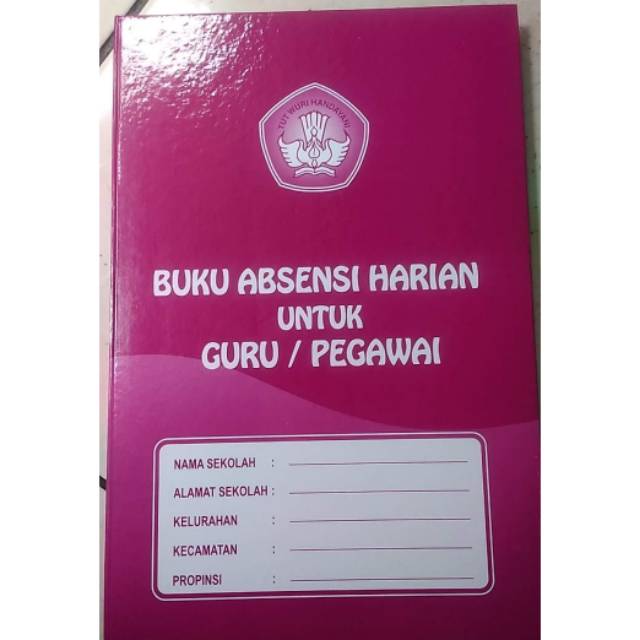 TUT WURI HANDAYANI
BUKU ABSENSI HARIAN
UNTUK
GURU / PEGAWAI
NAMA SEKOLAH :
ALAMAT SEKOLAH :
KELURAHAN :
KECAMATAN :
PROPINSI :